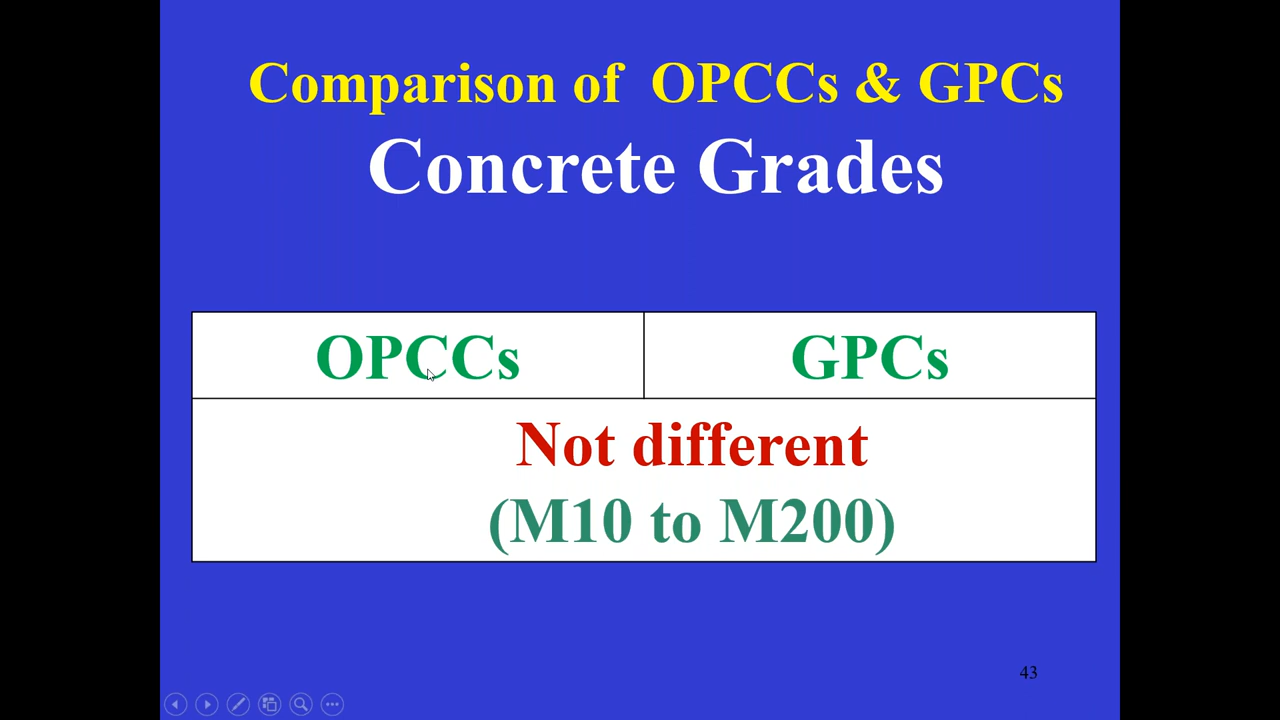 Comparison of OPCCs & GPCs
Concrete Grades
OPCCs GPCs
Not different
(M10 to M200)
43